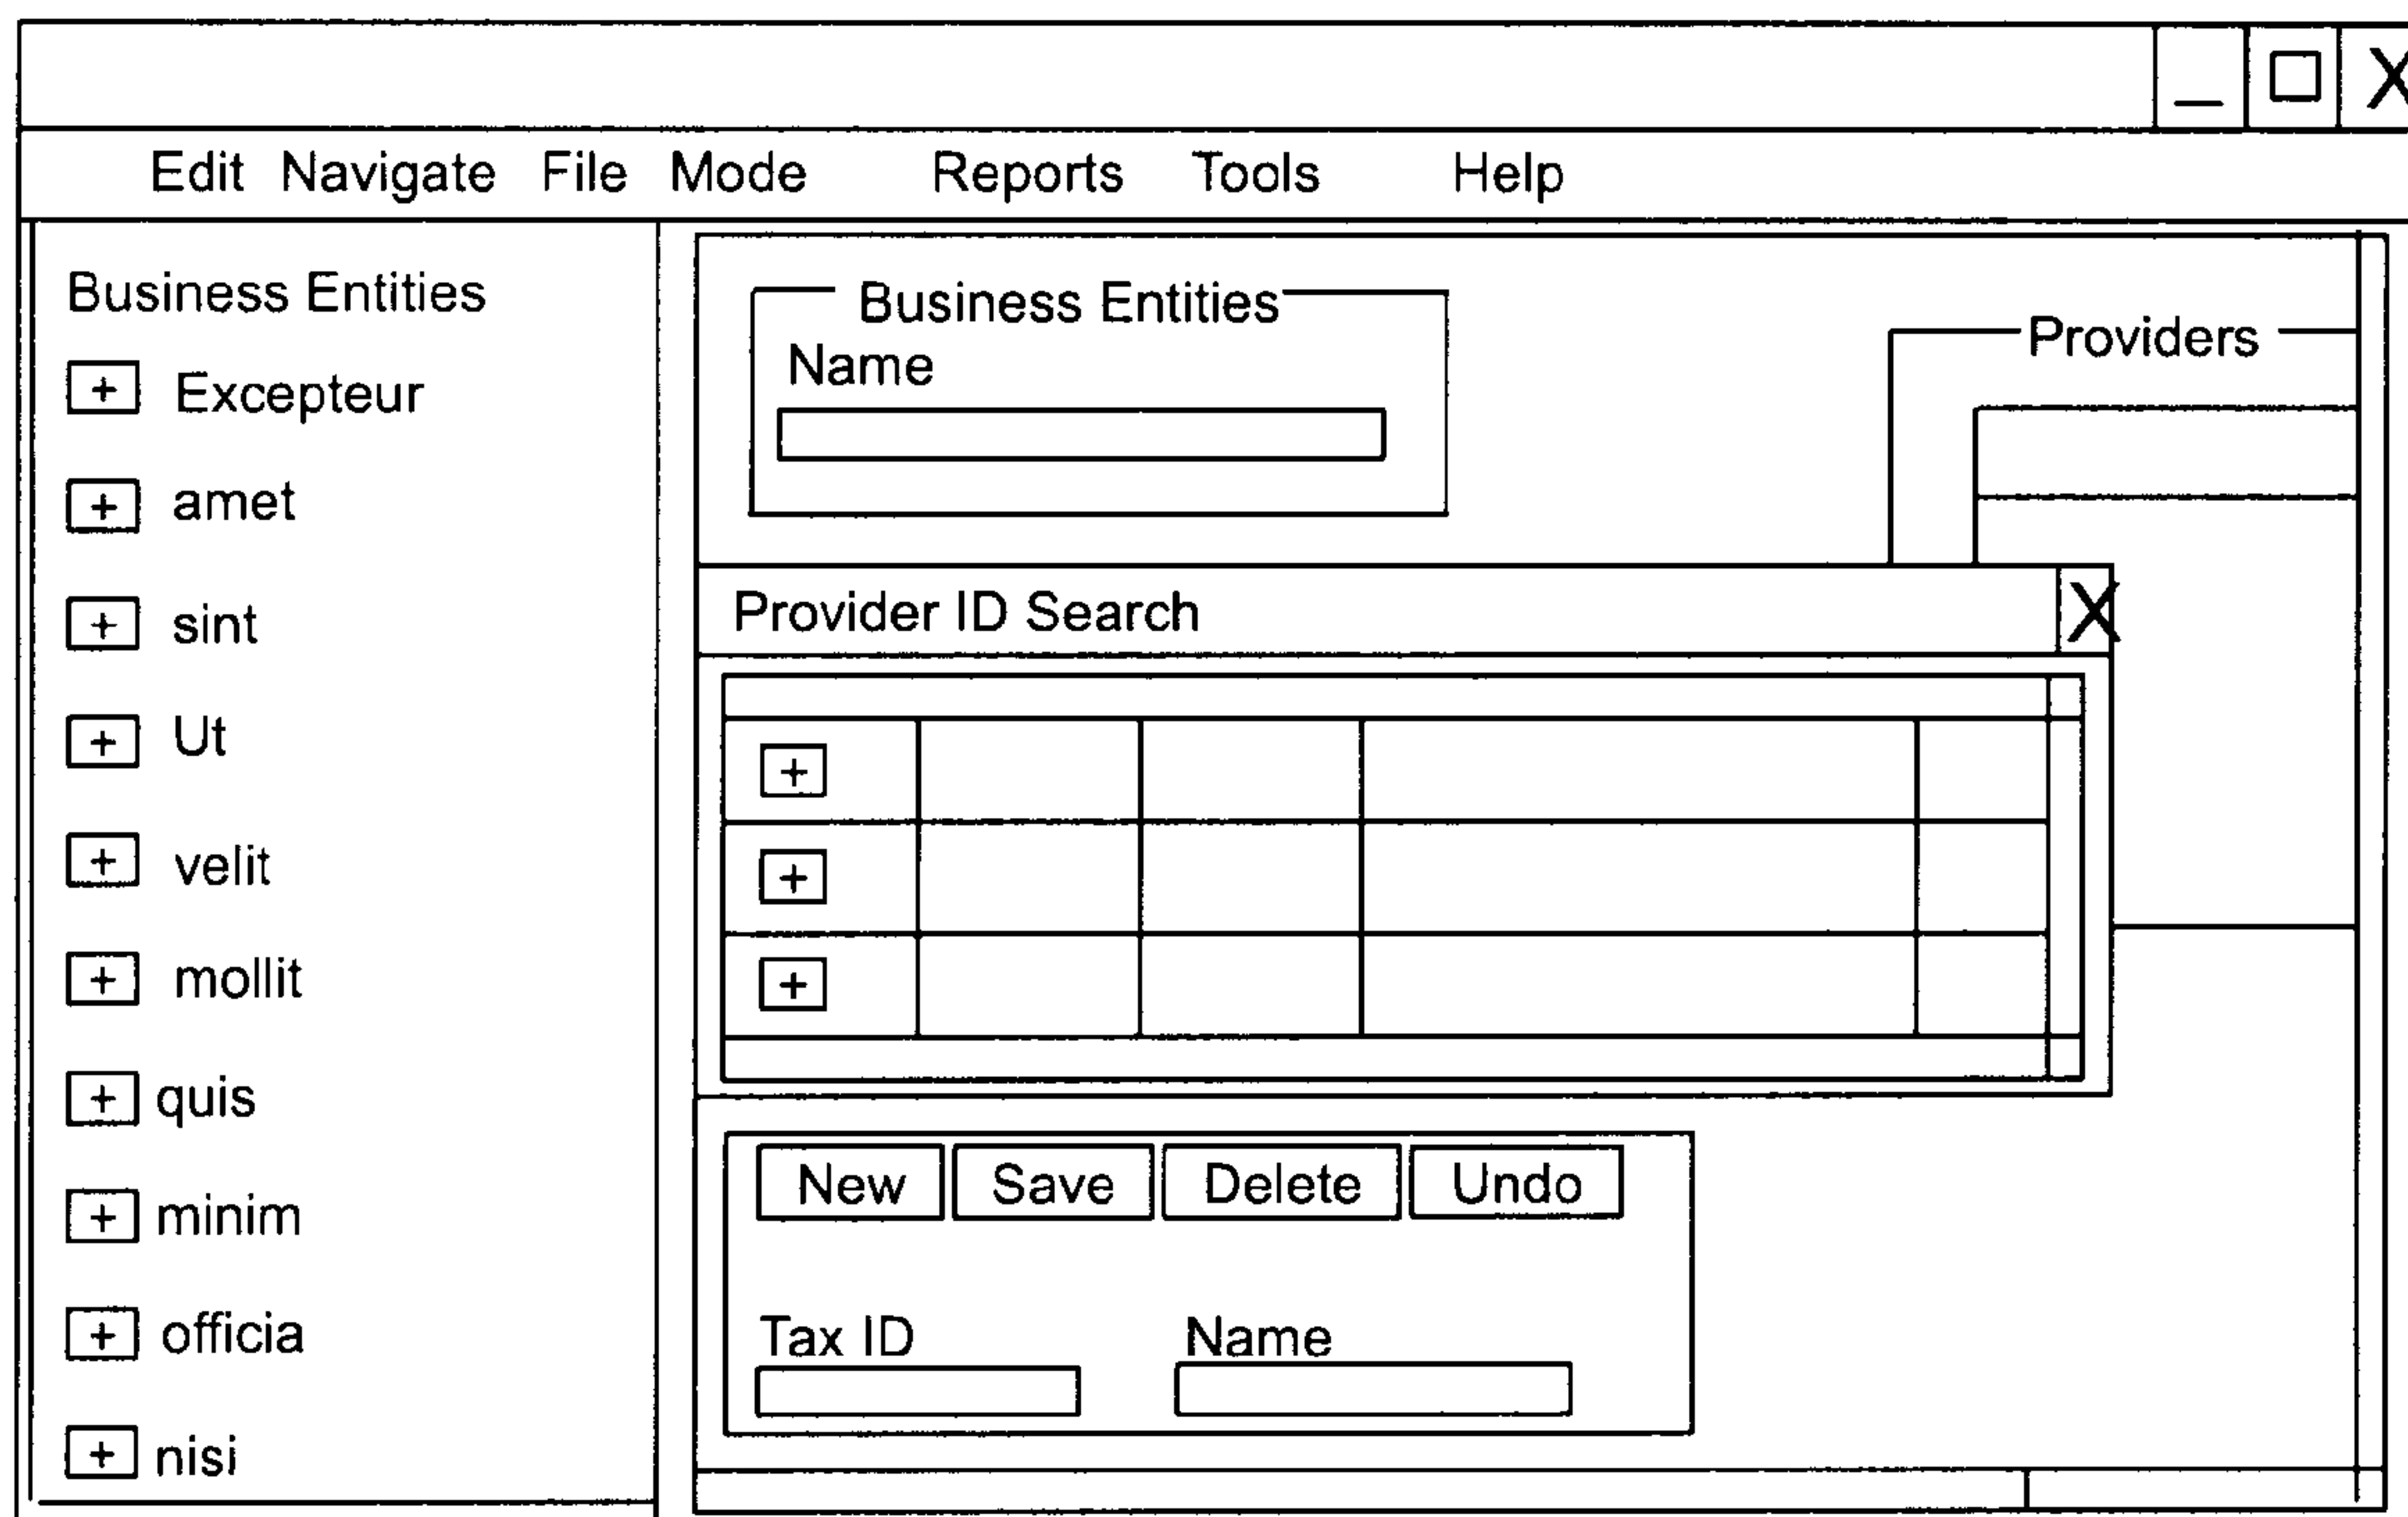 X
Edit Navigate File Mode Reports Tools Help
Business Entities
+ Excepteur
+ amet
+ sint
+ Ut
+ velit
+ mollit
+ quis
+ minim
+ officia
+ nisi
Business Entities
Name
Providers
Provider ID Search X
+
+
+
New Save Delete Undo
Tax ID Name